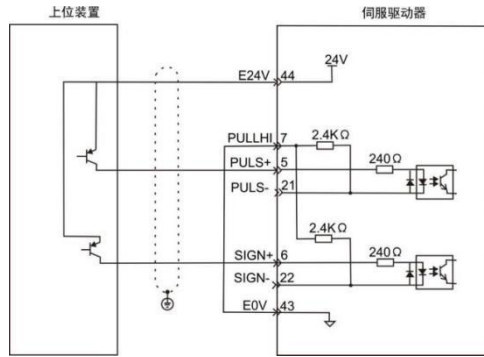 上位装置
伺服驱动器
24V
E24V 44
PULLHI 7
2.4KΩ
PULS+ 5
240Ω
PULS- 21
2.4KΩ
SIGN+ 6
240Ω
SIGN- 22
E0V 43